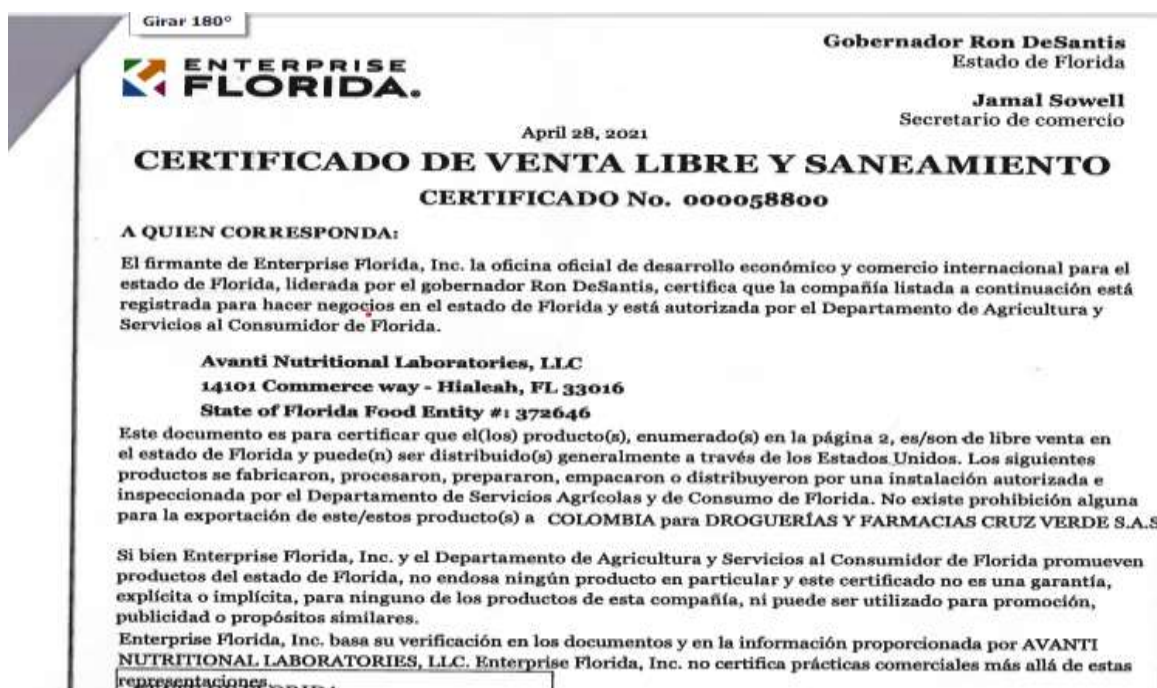 Girar 180°
Gobernador Ron DeSantis
Estado de Florida
ENTERPRISE
FLORIDA.
Jamal Sowell
Secretario de comercio
April 28, 2021
CERTIFICADO DE VENTA LIBRE Y SANEAMIENTO
CERTIFICADO No. 000058800
A QUIEN CORRESPONDA:
El firmante de Enterprise Florida, Inc. la oficina oficial de desarrollo económico y comercio internacional para el
estado de Florida, liderada por el gobernador Ron DeSantis, certifica que la compañía listada a continuación está
registrada para hacer negocios en el estado de Florida y está autorizada por el Departamento de Agricultura y
Servicios al Consumidor de Florida.
Avanti Nutritional Laboratories, LLC
14101 Commerce way - Hialeah, FL 33016
State of Florida Food Entity #: 372646
Este documento es para certificar que el(los) producto(s), enumerado(s) en la página 2, es/son de libre venta en
el estado de Florida y puede(n) ser distribuido(s) generalmente a través de los Estados Unidos. Los siguientes
productos se fabricaron, procesaron, prepararon, empacaron o distribuyeron por una instalación autorizada e
inspeccionada por el Departamento de Servicios Agrícolas y de Consumo de Florida. No existe prohibición alguna
para la exportación de este/estos producto(s) a COLOMBIA para DROGUERÍAS Y FARMACIAS CRUZ VERDE S.A.S
Si bien Enterprise Florida, Inc. y el Departamento de Agricultura y Servicios al Consumidor de Florida promueven
productos del estado de Florida, no endosa ningún producto en particular y este certificado no es una garantía,
explícita o implícita, para ninguno de los productos de esta compañía, ni puede ser utilizado para promoción,
publicidad o propósitos similares.
Enterprise Florida, Inc. basa su verificación en los documentos y en la información proporcionada por AVANTI
NUTRITIONAL LABORATORIES, LLC. Enterprise Florida, Inc. no certifica prácticas comerciales más allá de estas
representaciones.